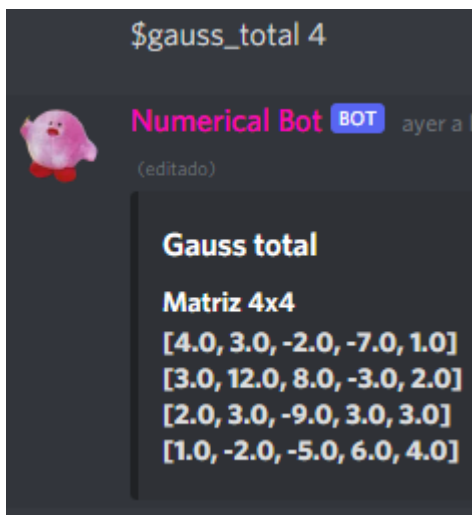 $gauss_total 4
Numerical Bot BOT ayer a
(editado)
Gauss total
Matriz 4x4
[4.0, 3.0, -2.0, -7.0, 1.0]
[3.0, 12.0, 8.0, -3.0, 2.0]
[2.0, 3.0, -9.0, 3.0, 3.0]
[1.0, -2.0, -5.0, 6.0, 4.0]